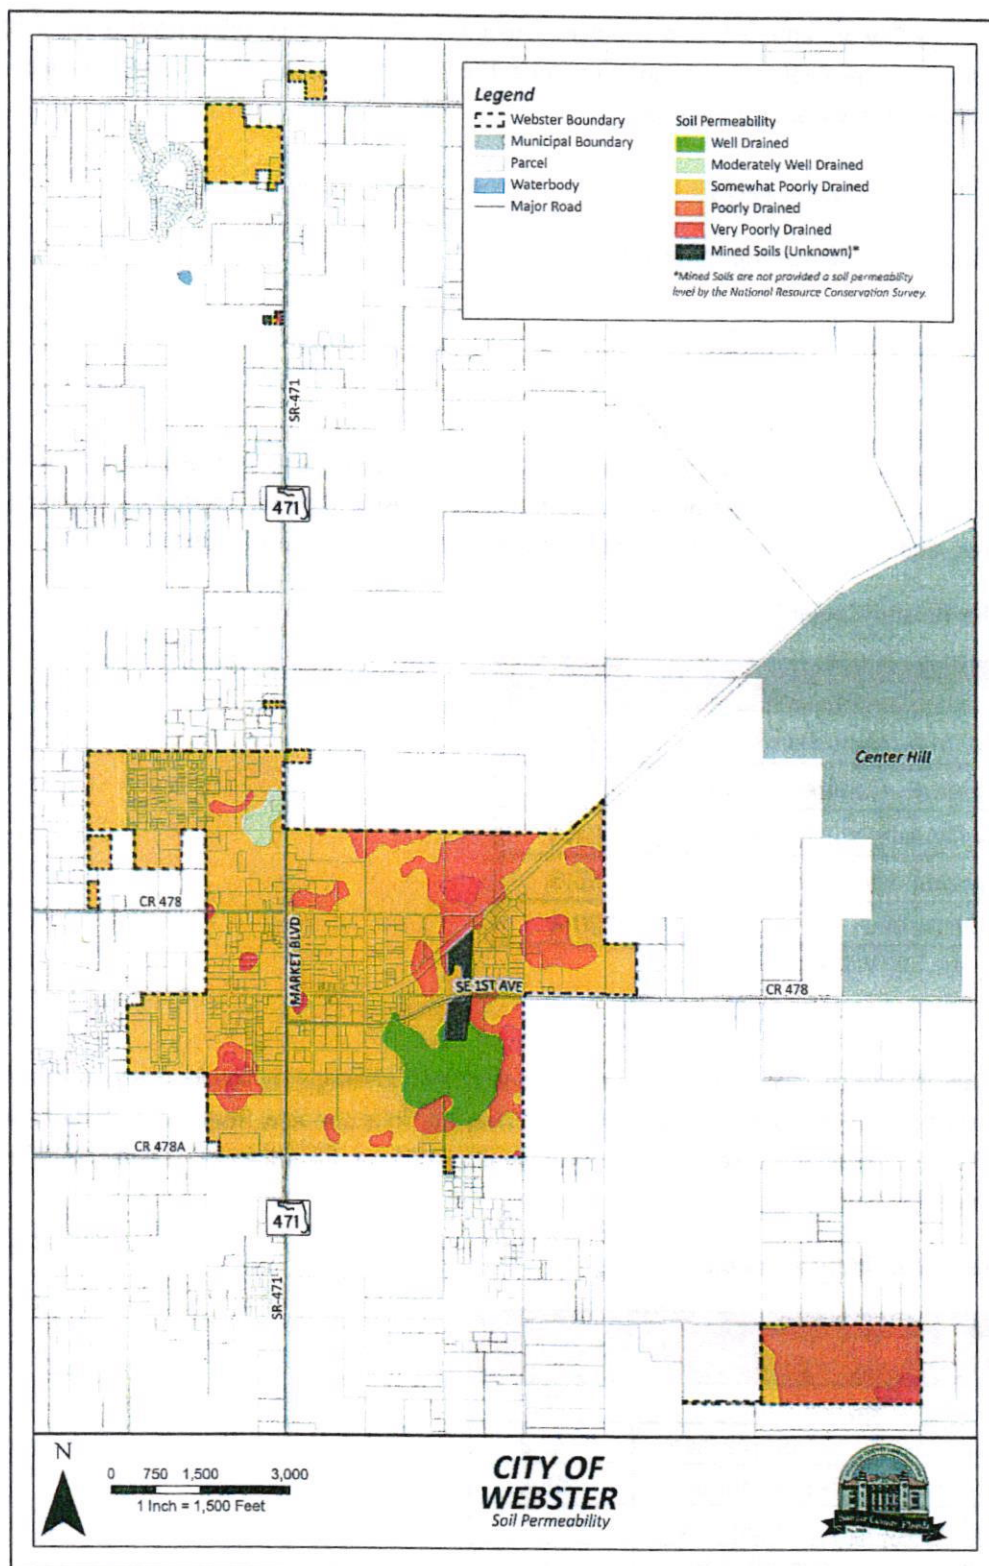 Legend
Webster Boundary
Municipal Boundary
Parcel
Waterbody
Major Road
Soil Permeability
Well Drained
Moderately Well Drained
Somewhat Poorly Drained
Poorly Drained
Very Poorly Drained
Mined Soils (Unknown)*
*Mined Soils are not provided a soil permeability
level by the National Resource Conservation Survey.
SR-471
471
Center Hill
CR 478
MARKET BLVD
SE 1ST AVE
CR 478
CR 478A
471
SR-471
N
0 750 1,500 3,000
1 Inch = 1,500 Feet
CITY OF
WEBSTER
Soil Permeability